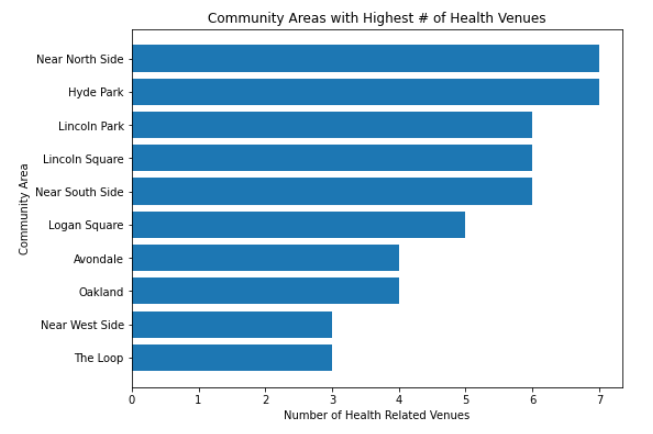 Community Areas with Highest # of Health Venues
Community Area
Near North Side
Hyde Park
Lincoln Park
Lincoln Square
Near South Side
Logan Square
Avondale
Oakland
Near West Side
The Loop
0 1 2 3 4 5 6 7
Number of Health Related Venues